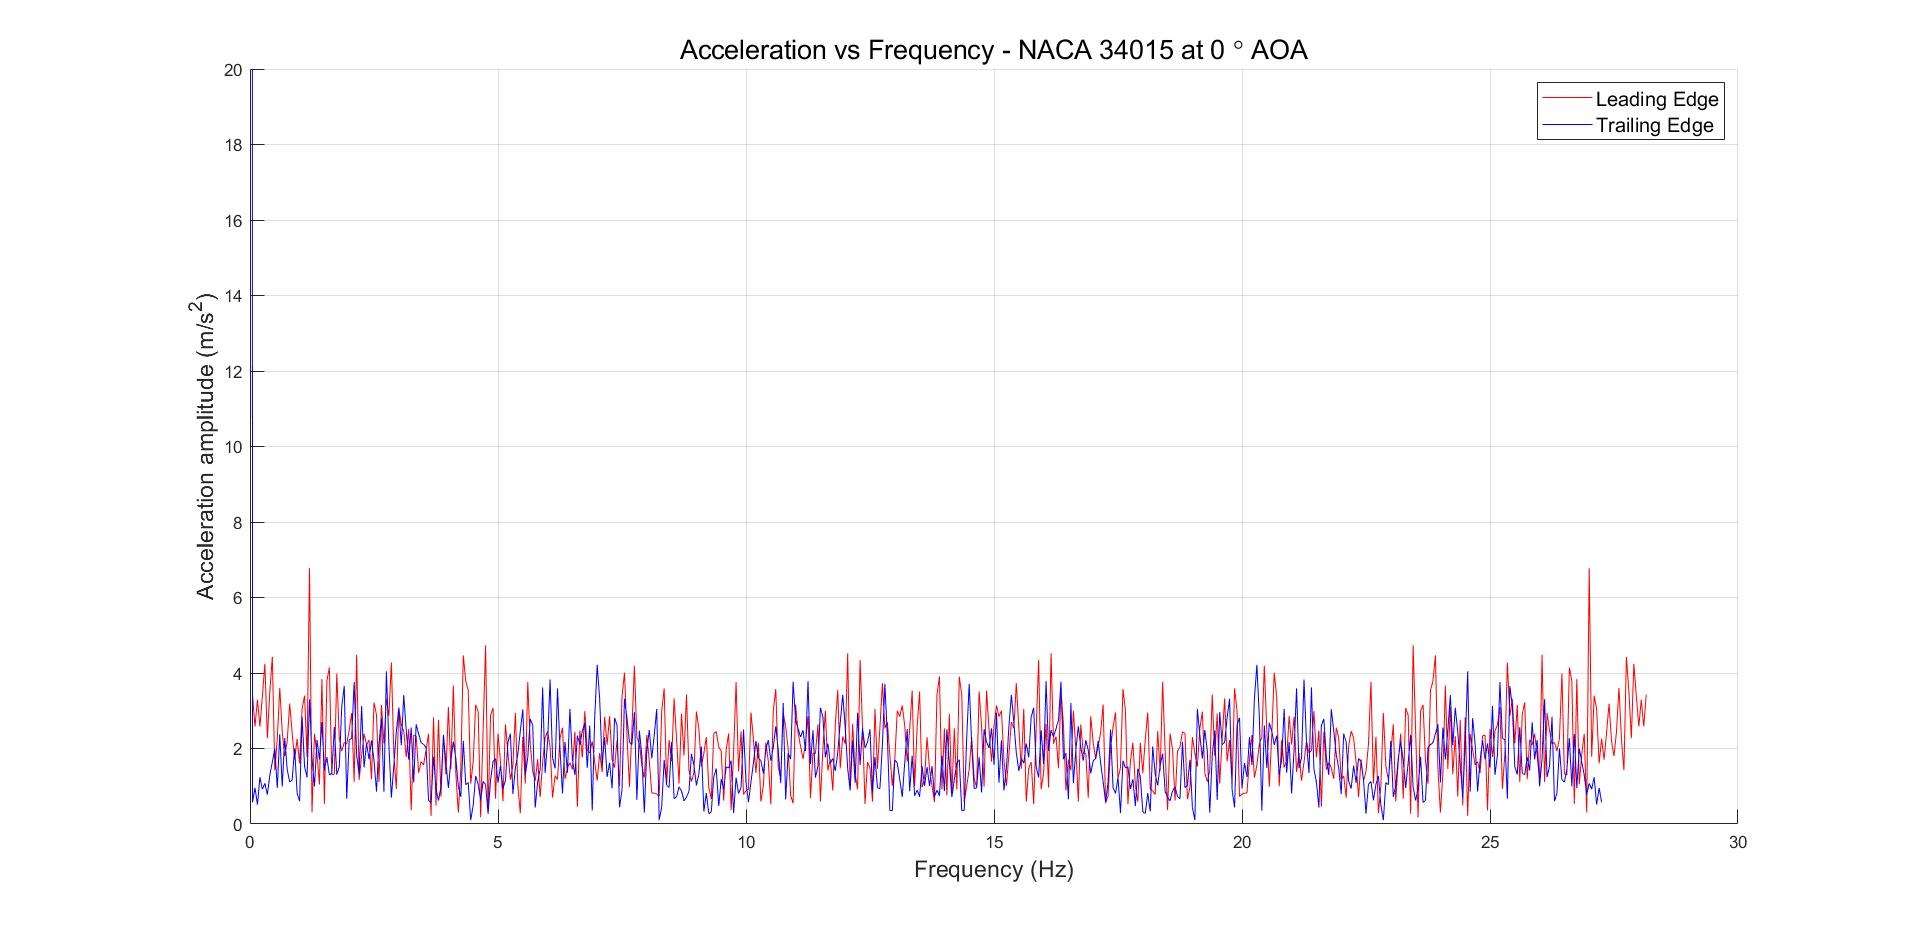 Acceleration vs Frequency - NACA 34015 at 0 ° AOA
Leading Edge
Trailing Edge
Acceleration amplitude (m/s²)
20
18
16
14
12
10
8
6
4
2
0
0 5 10 15 20 25 30
Frequency (Hz)